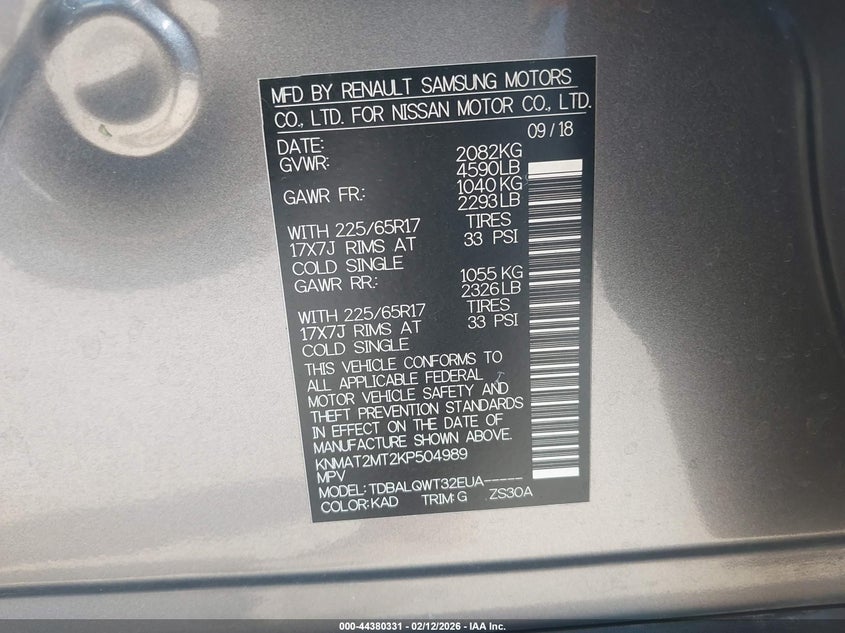 MFD BY RENAULT SAMSUNG MOTORS
CO., LTD. FOR NISSAN MOTOR CO., LTD.
DATE: 09/18
GVWR: 2082KG
4590LB
GAWR FR.: 1040 KG
2293LB
WITH 225/65R17 TIRES
17X7J RIMS AT 33 PSI
COLD SINGLE
GAWR RR.: 1055 KG
2326LB
WITH 225/65R17 TIRES
17X7J RIMS AT 33 PSI
COLD SINGLE
THIS VEHICLE CONFORMS TO
ALL APPLICABLE FEDERAL
MOTOR VEHICLE SAFETY AND
THEFT PREVENTION STANDARDS
IN EFFECT ON THE DATE OF
MANUFACTURE SHOWN ABOVE.
KNMAT2MT2KP504989
MPV
MODEL: TDBALQWT32EUA-----
COLOR: KAD TRIM: G ZS30A
000-44380331 - 02/12/2026 - IAA Inc.